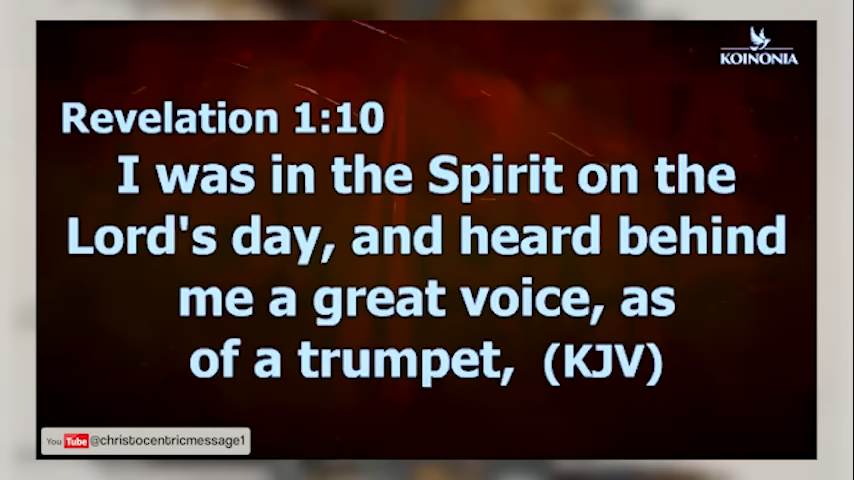 KOINONIA
Revelation 1:10
I was in the Spirit on the
Lord's day, and heard behind
me a great voice, as
of a trumpet, (KJV)
You Tube @christocentricmessage1